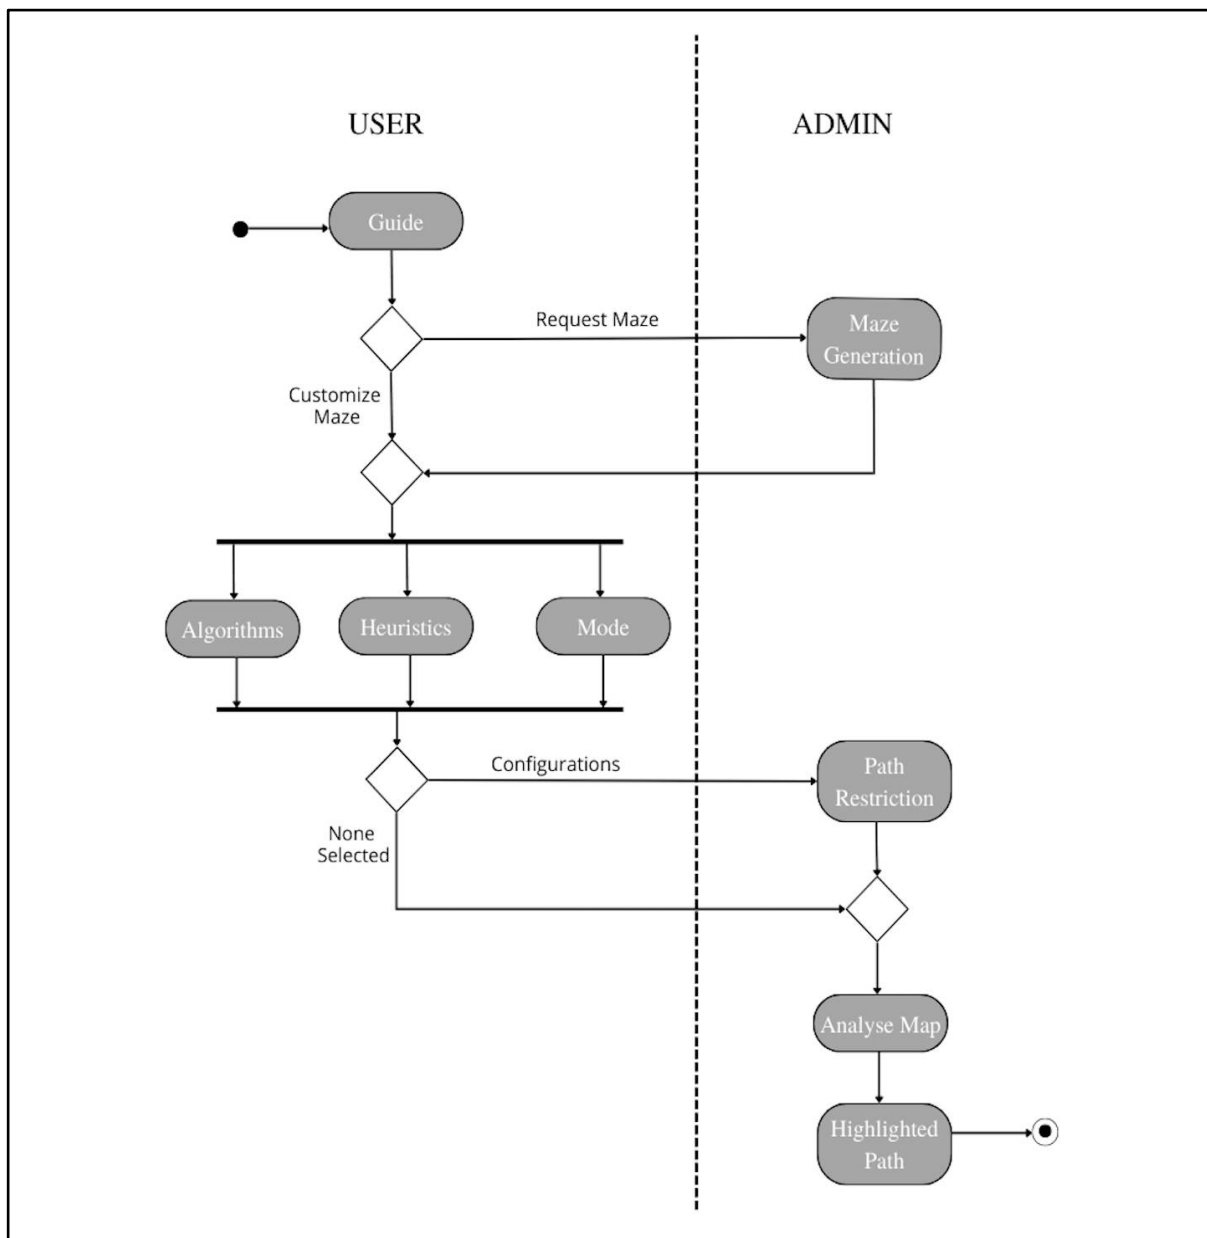 USER
ADMIN
Guide
Request Maze
Maze
Generation
Customize
Maze
Algorithms
Heuristics
Mode
Configurations
Path
Restriction
None
Selected
Analyse Map
Highlighted
Path